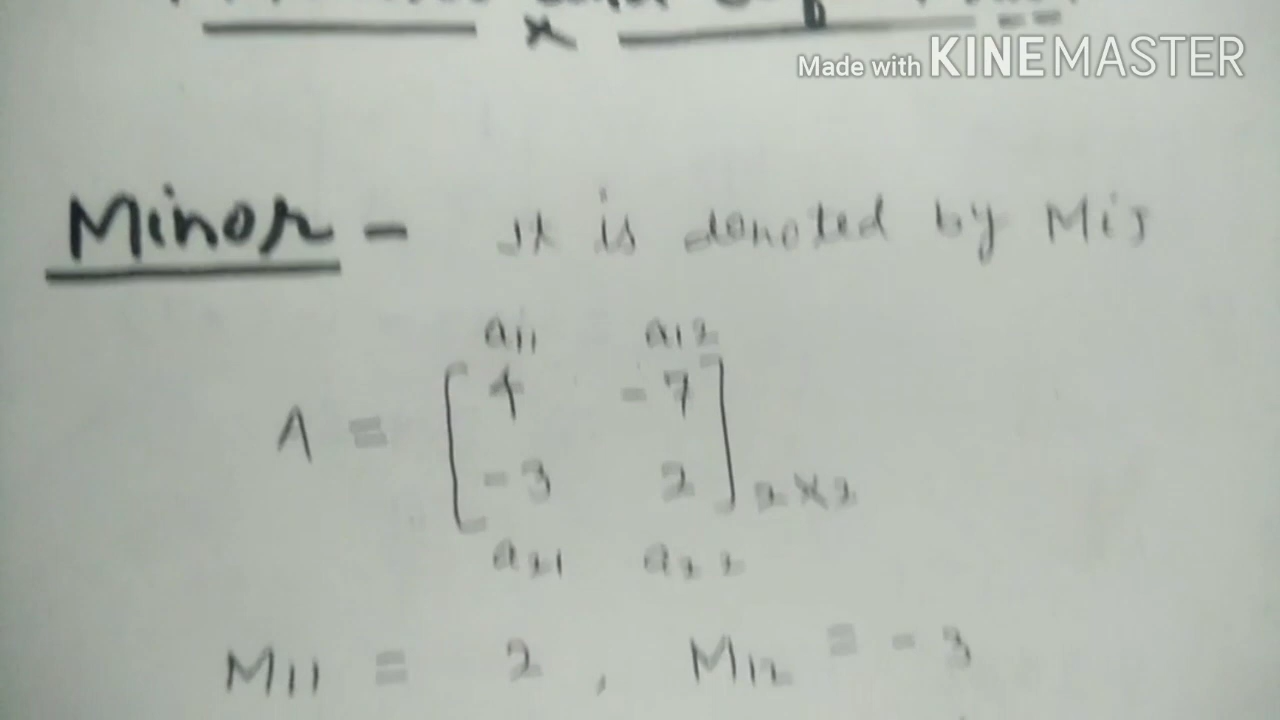 Made with KINEMASTER
Minor - It is denoted by Mij
a11 a12
A = [ 4 -7
-3 2 ] 2x2
a21 a22
M11 = 2, M12 = -3